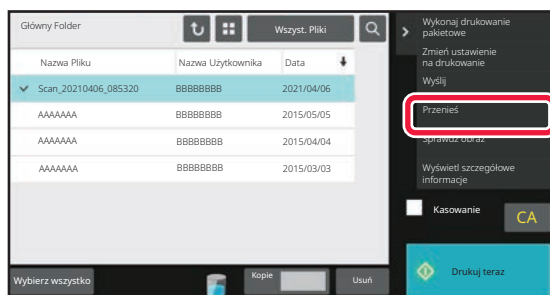 Główny Folder
Wszyst. Pliki
Nazwa Pliku Nazwa Użytkownika Data
Scan_20210406_085320 BBBBBBBB 2021/04/06
AAAAAAA BBBBBBBB 2015/05/05
AAAAAAA BBBBBBBB 2015/04/04
AAAAAAA BBBBBBBB 2015/03/03
Wybierz wszystko
Kopie
Usuń
Wykonaj drukowanie
pakietowe
Zmień ustawienie
na drukowanie
Wyślij
Przenieś
Sprawdź obraz
Wyświetl szczegółowe
informacje
Kasowanie
CA
Drukuj teraz